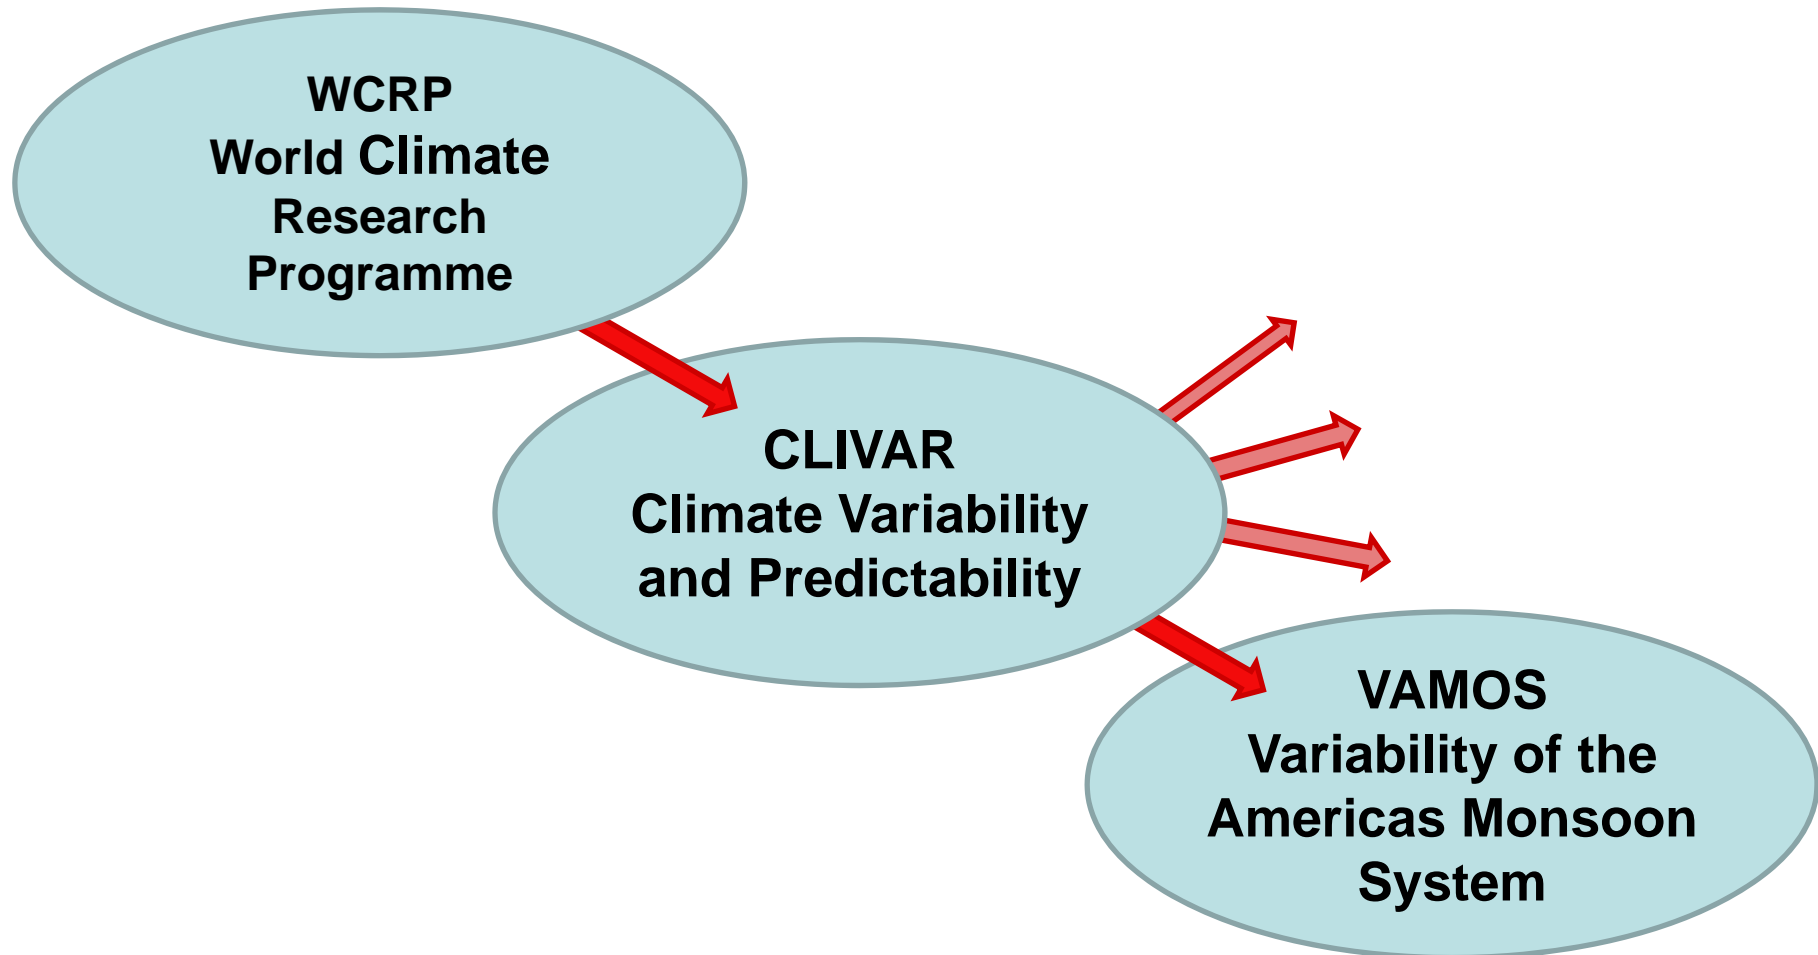 WCRP
World Climate
Research
Programme
CLIVAR
Climate Variability
and Predictability
VAMOS
Variability of the
Americas Monsoon
System